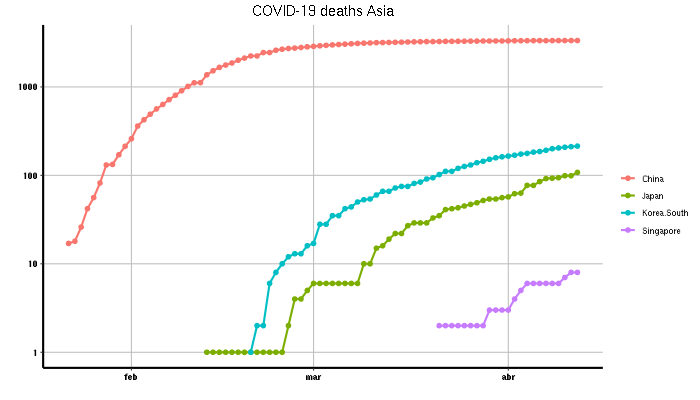 COVID-19 deaths Asia
1000
100
10
1
feb
mar
abr
China
Japan
Korea.South
Singapore